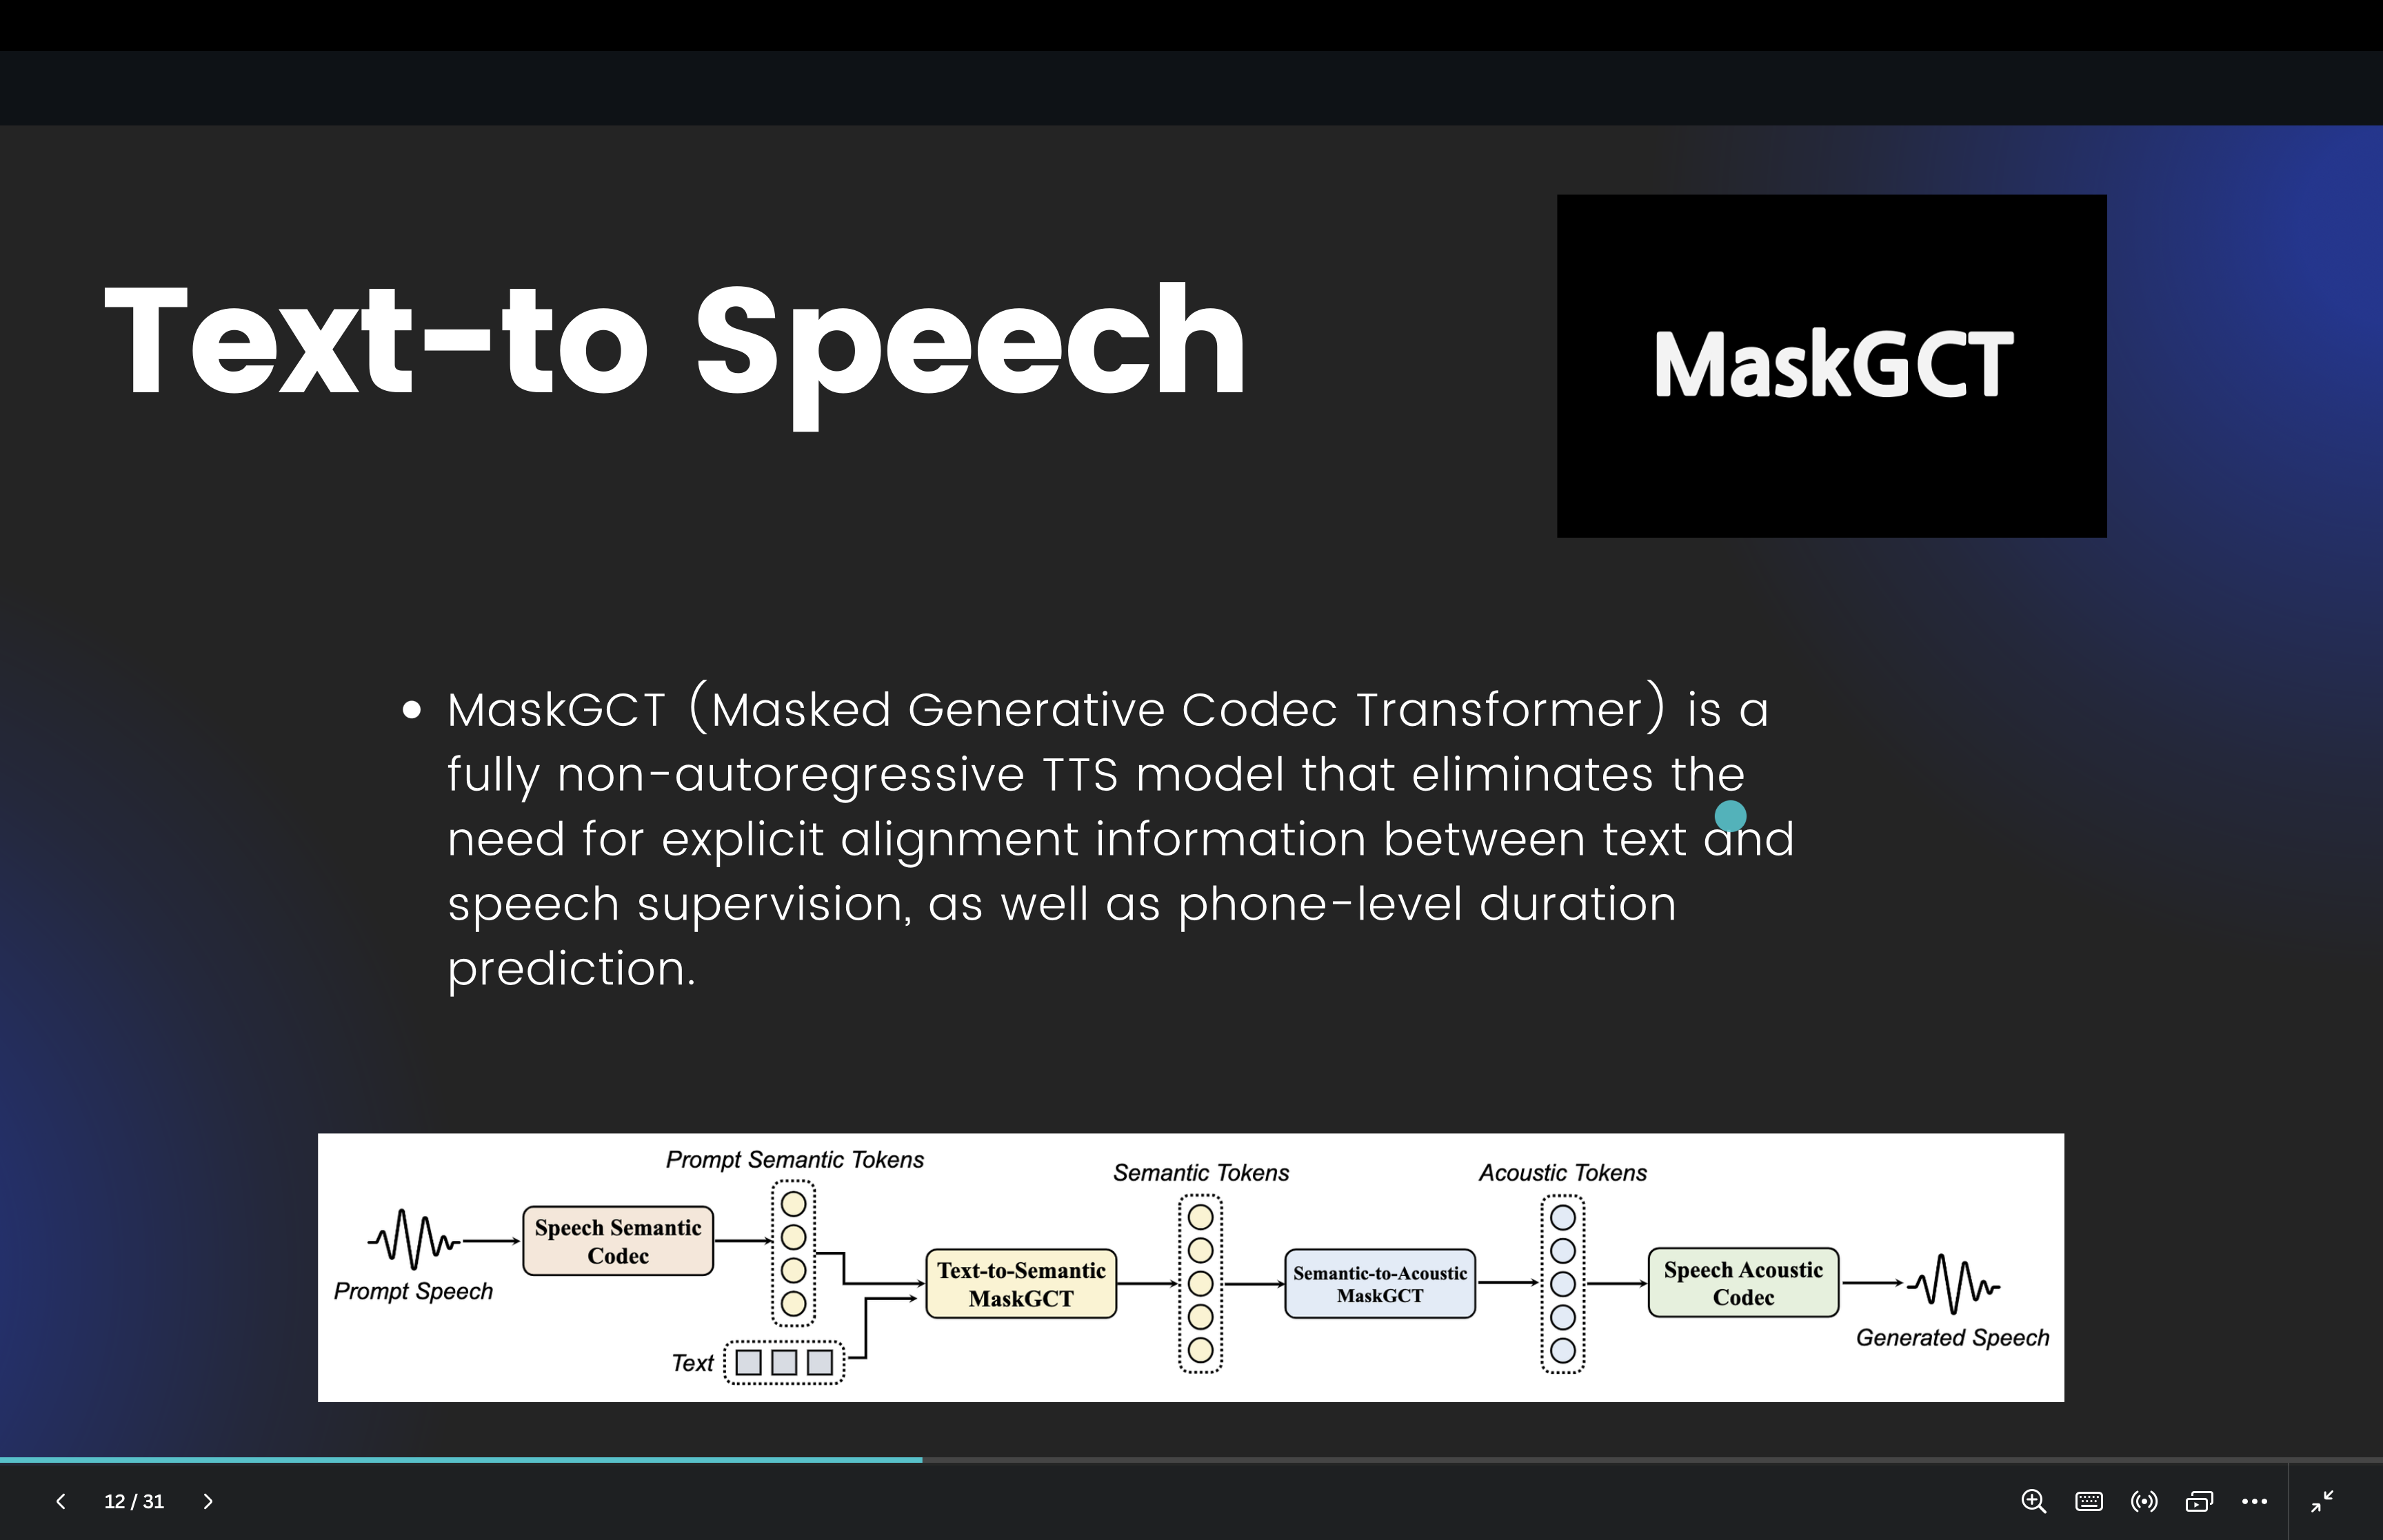 Text-to Speech
MaskGCT
MaskGCT (Masked Generative Codec Transformer) is a
fully non-autoregressive TTS model that eliminates the
need for explicit alignment information between text and
speech supervision, as well as phone-level duration
prediction.
Prompt Speech
Speech Semantic
Codec
Prompt Semantic Tokens
Text
Text-to-Semantic
MaskGCT
Semantic Tokens
Semantic-to-Acoustic
MaskGCT
Acoustic Tokens
Speech Acoustic
Codec
Generated Speech
12 / 31